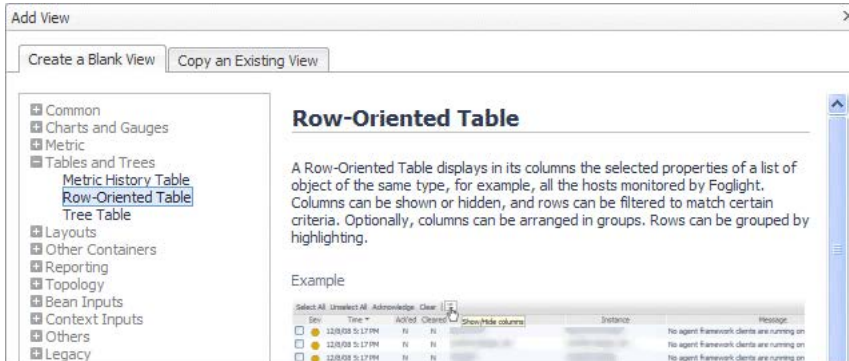 Add View
Create a Blank View
Copy an Existing View
Common
Charts and Gauges
Metric
Tables and Trees
Metric History Table
Row-Oriented Table
Tree Table
Layouts
Other Containers
Reporting
Topology
Bean Inputs
Context Inputs
Others
Legacy
Row-Oriented Table
A Row-Oriented Table displays in its columns the selected properties of a list of
object of the same type, for example, all the hosts monitored by Foglight.
Columns can be shown or hidden, and rows can be filtered to match certain
criteria. Optionally, columns can be arranged in groups. Rows can be grouped by
highlighting.
Example
Select All Unselect All Acknowledge Clear
Sev Time Ack'ed Cleared Show/Hide columns Instance Message
12/8/08 5:17 PM N N No agent framework clients are running on
12/8/08 5:17 PM N N No agent framework clients are running on
12/8/08 5:17 PM N N No agent framework clients are running on